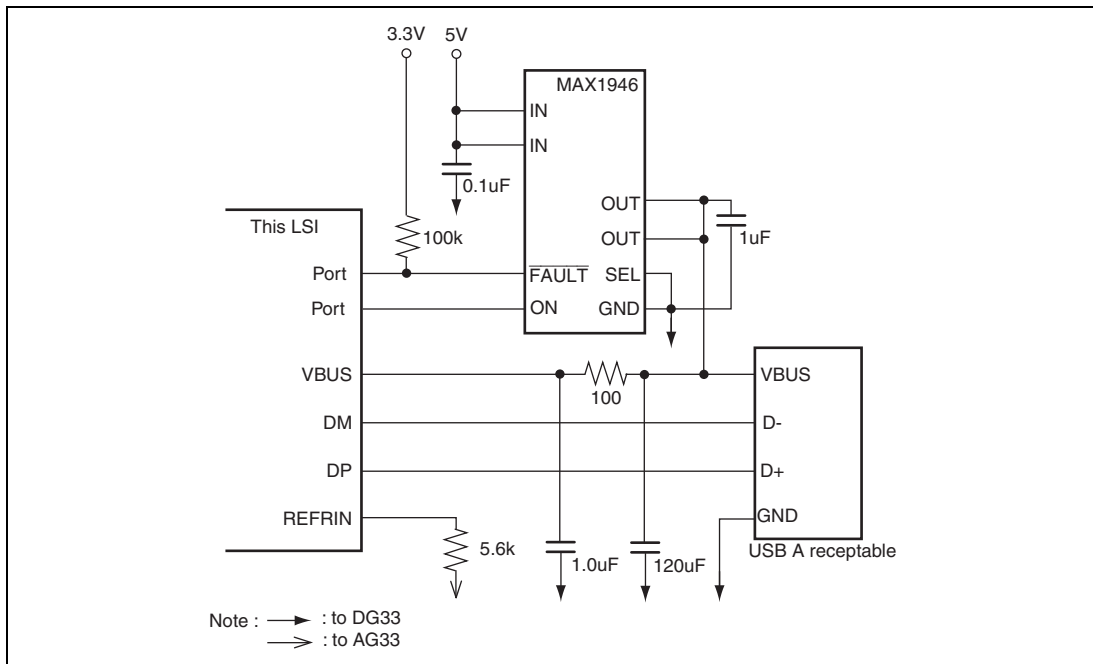 3.3V
5V
MAX1946
IN
IN
0.1uF
OUT
OUT
1uF
This LSI
100k
Port
FAULT
SEL
Port
ON
GND
VBUS
100
VBUS
DM
D-
DP
D+
REFRIN
GND
5.6k
1.0uF
120uF
USB A receptable
Note : : to DG33
: to AG33